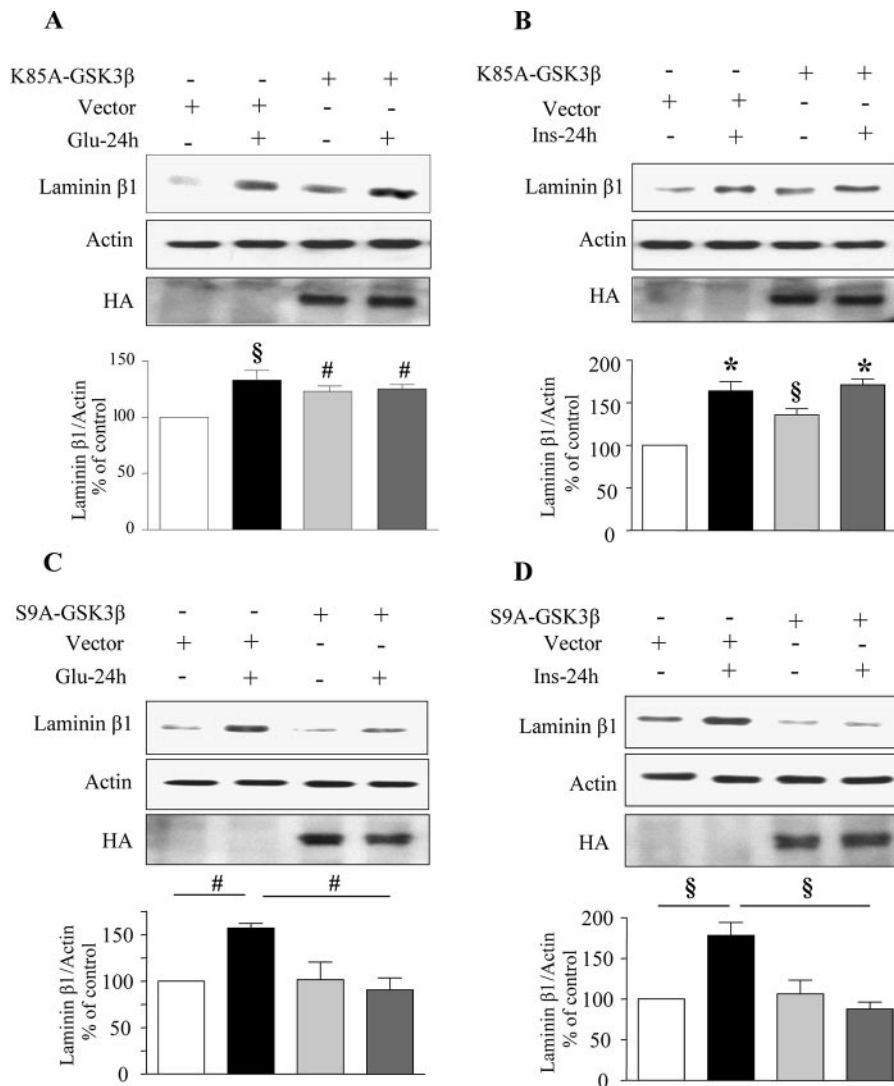 A
K85A-GSK3β - - + +
Vector + + - -
Glu-24h - + - +
Laminin β1
Actin
HA
Laminin β1/Actin
% of control
150
100
50
0
§ # #
B
K85A-GSK3β - - + +
Vector + + - -
Ins-24h - + - +
Laminin β1
Actin
HA
Laminin β1/Actin
% of control
200
150
100
50
0
* § *
C
S9A-GSK3β - - + +
Vector + + - -
Glu-24h - + - +
Laminin β1
Actin
HA
# #
Laminin β1/Actin
% of control
150
100
50
0
D
S9A-GSK3β - - + +
Vector + + - -
Ins-24h - + - +
Laminin β1
Actin
HA
§ §
Laminin β1/Actin
% of control
200
150
100
50
0